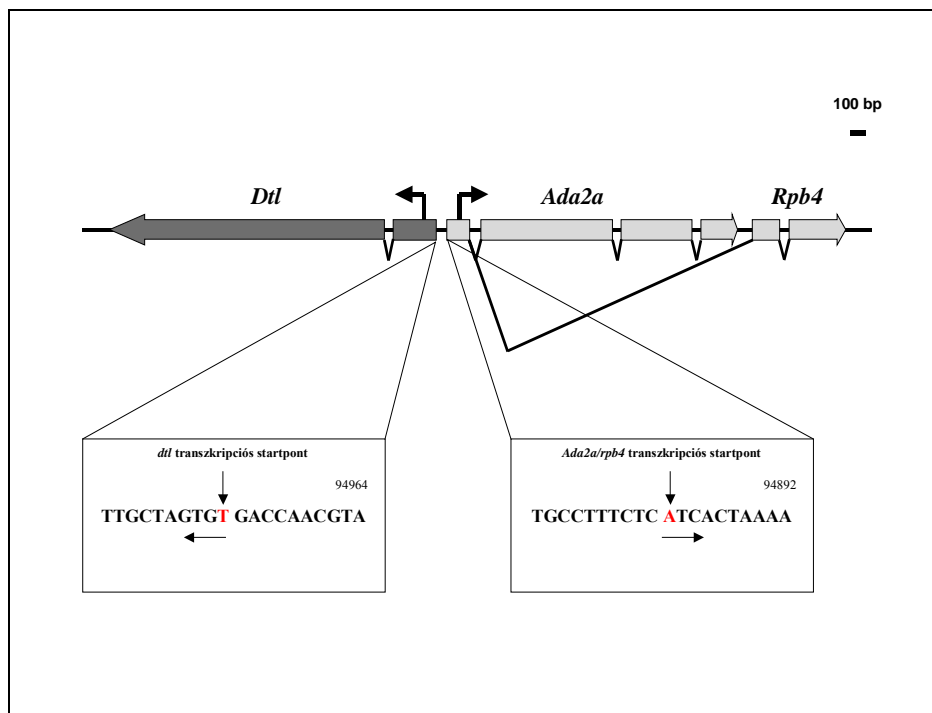 100 bp
Dtl Ada2a Rpb4
dtl transzkripciós startpont
94964
TTGCTAGTGT GACCAACGTA
Ada2a/rpb4 transzkripciós startpont
94892
TGCCTTTCTC ATCACTAAAA